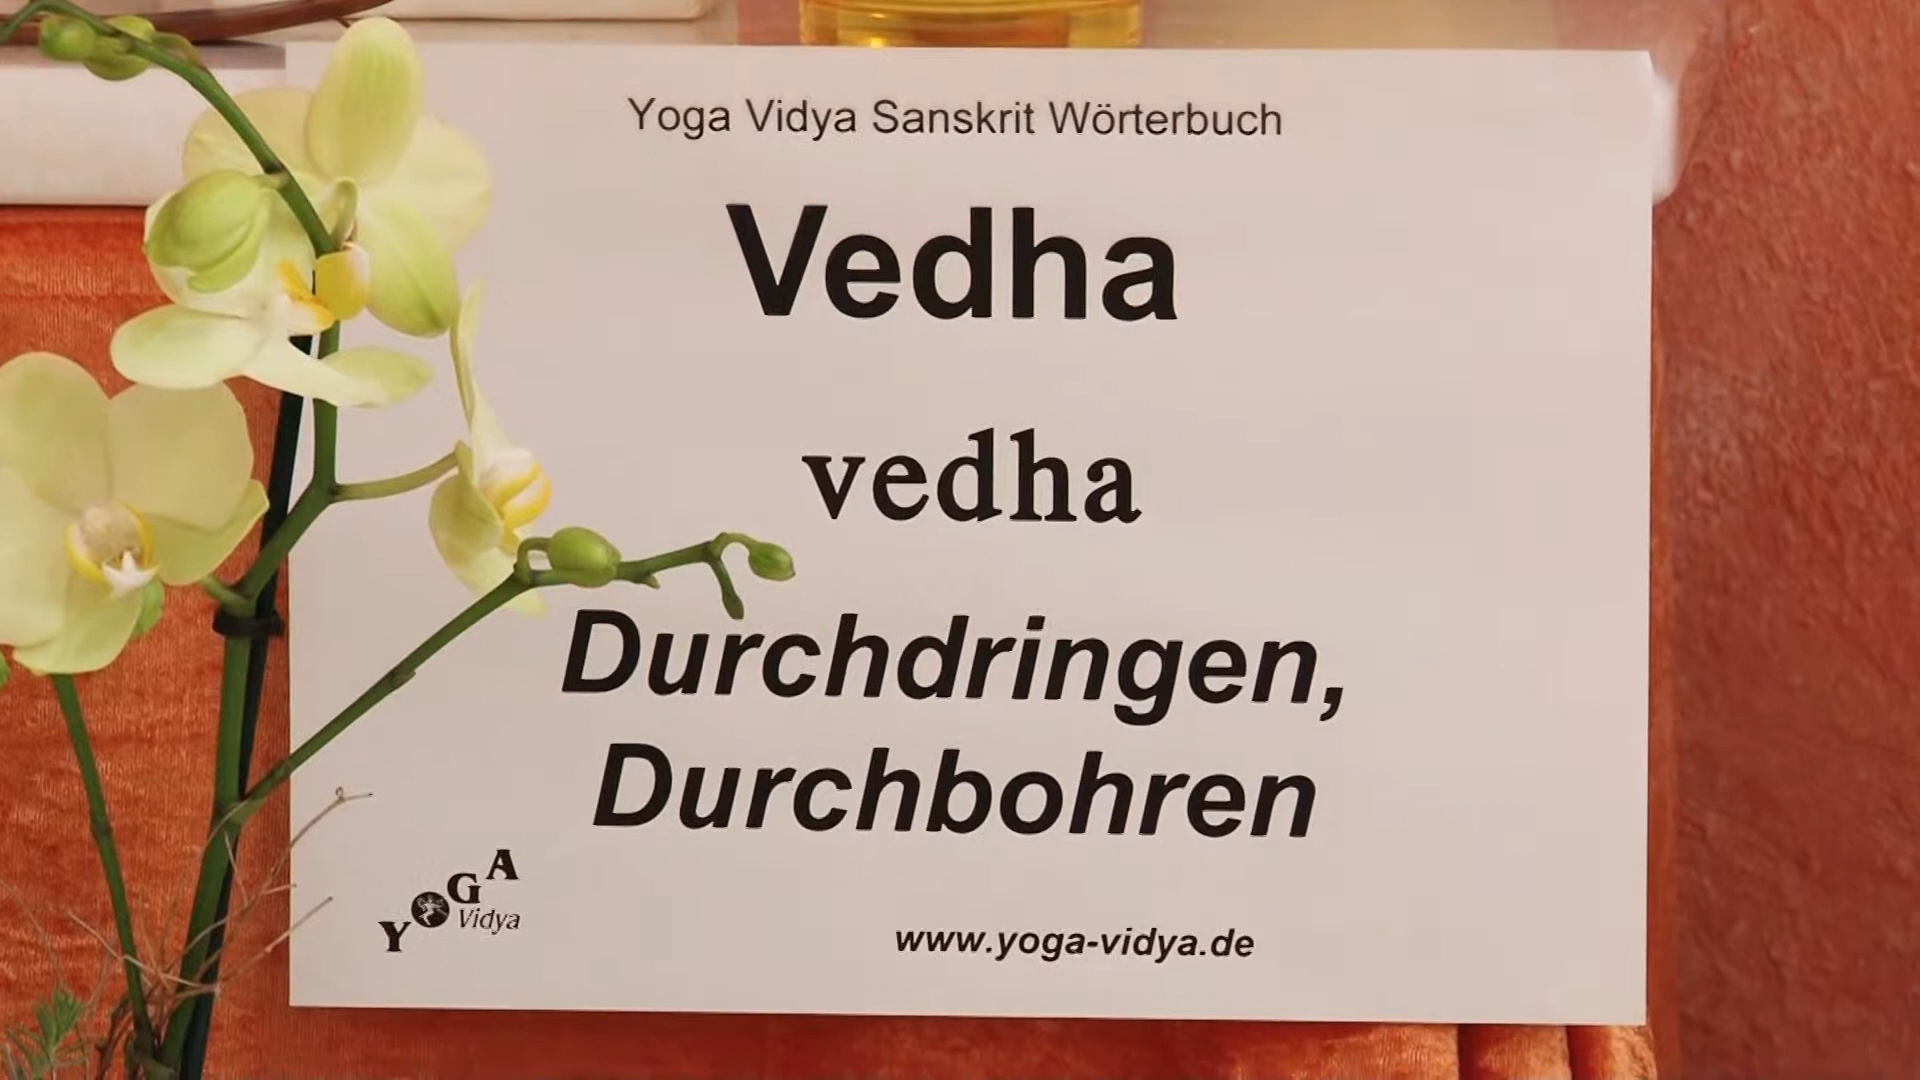 Yoga Vidya Sanskrit Wörterbuch
Vedha
vedha
Durchdringen,
Durchbohren
YOGA
Vidya
www.yoga-vidya.de